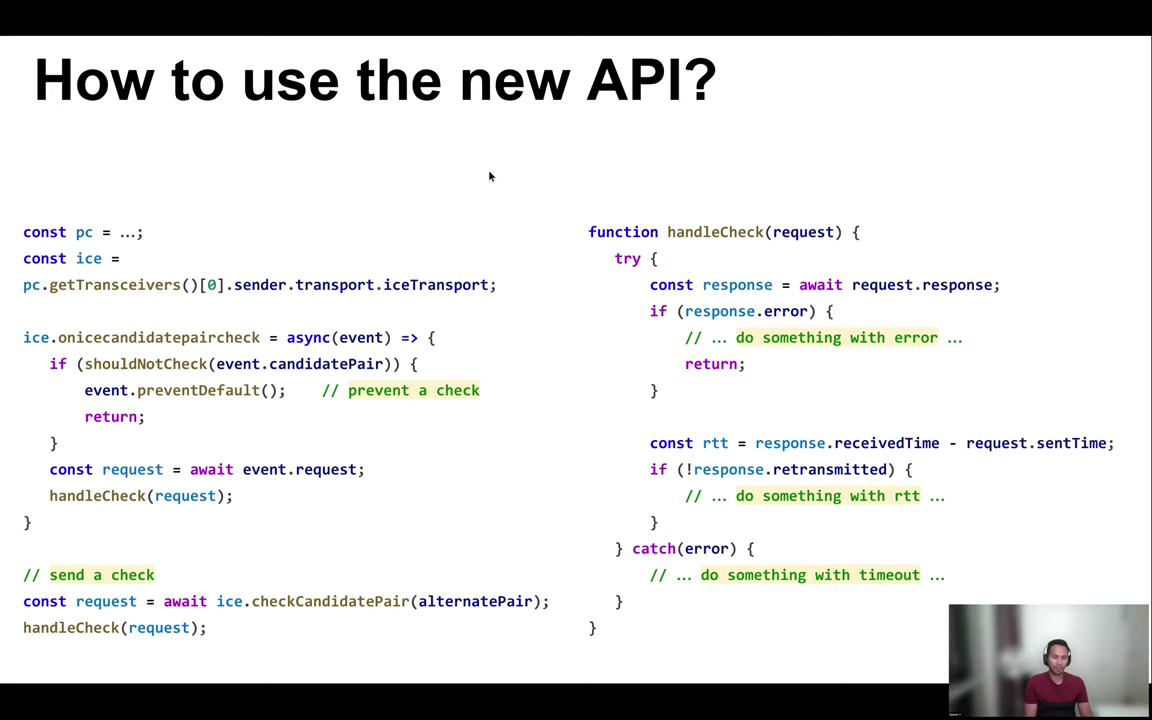 How to use the new API?
const pc = …;
const ice =
pc.getTransceivers()[0].sender.transport.iceTransport;
ice.onicecandidatepaircheck = async(event) => {
if (shouldNotCheck(event.candidatePair)) {
event.preventDefault(); // prevent a check
return;
}
const request = await event.request;
handleCheck(request);
}
// send a check
const request = await ice.checkCandidatePair(alternatePair);
handleCheck(request);
function handleCheck(request) {
try {
const response = await request.response;
if (response.error) {
// … do something with error …
return;
}
const rtt = response.receivedTime - request.sentTime;
if (!response.retransmitted) {
// … do something with rtt …
}
} catch(error) {
// … do something with timeout …
}
}